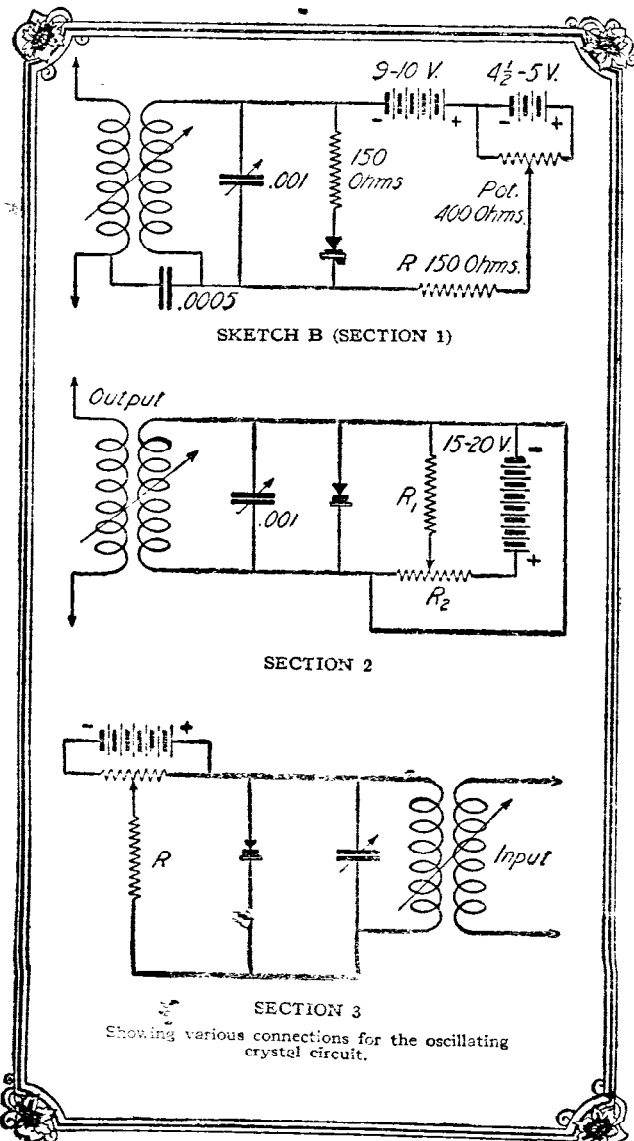 9-10 V. 4½-5 V.
- + - +
150
Ohms
.001
Pot.
400 Ohms.
R 150 Ohms.
.0005
SKETCH B (SECTION 1)
Output
15-20 V.
-
R₁
.001
+
R₂
SECTION 2
- +
R
Input
SECTION 3
Showing various connections for the oscillating
crystal circuit.